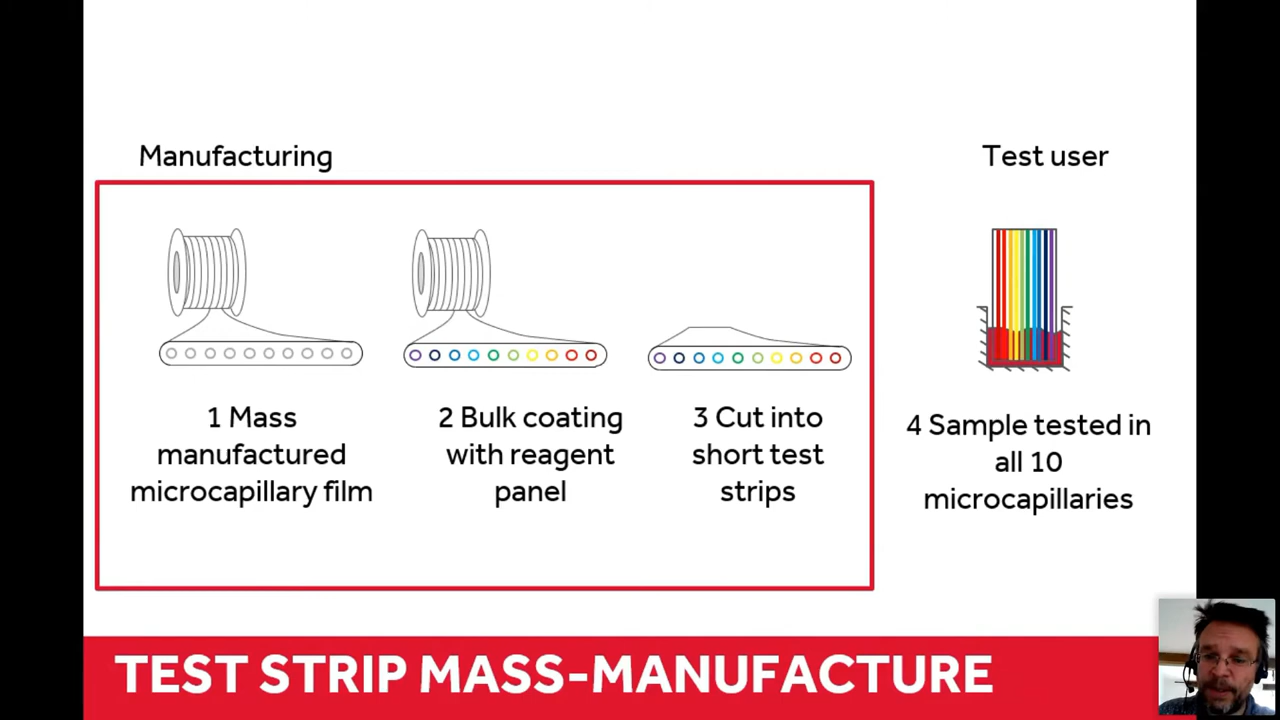 Manufacturing
Test user
1 Mass
manufactured
microcapillary film
2 Bulk coating
with reagent
panel
3 Cut into
short test
strips
4 Sample tested in
all 10
microcapillaries
TEST STRIP MASS-MANUFACTURE